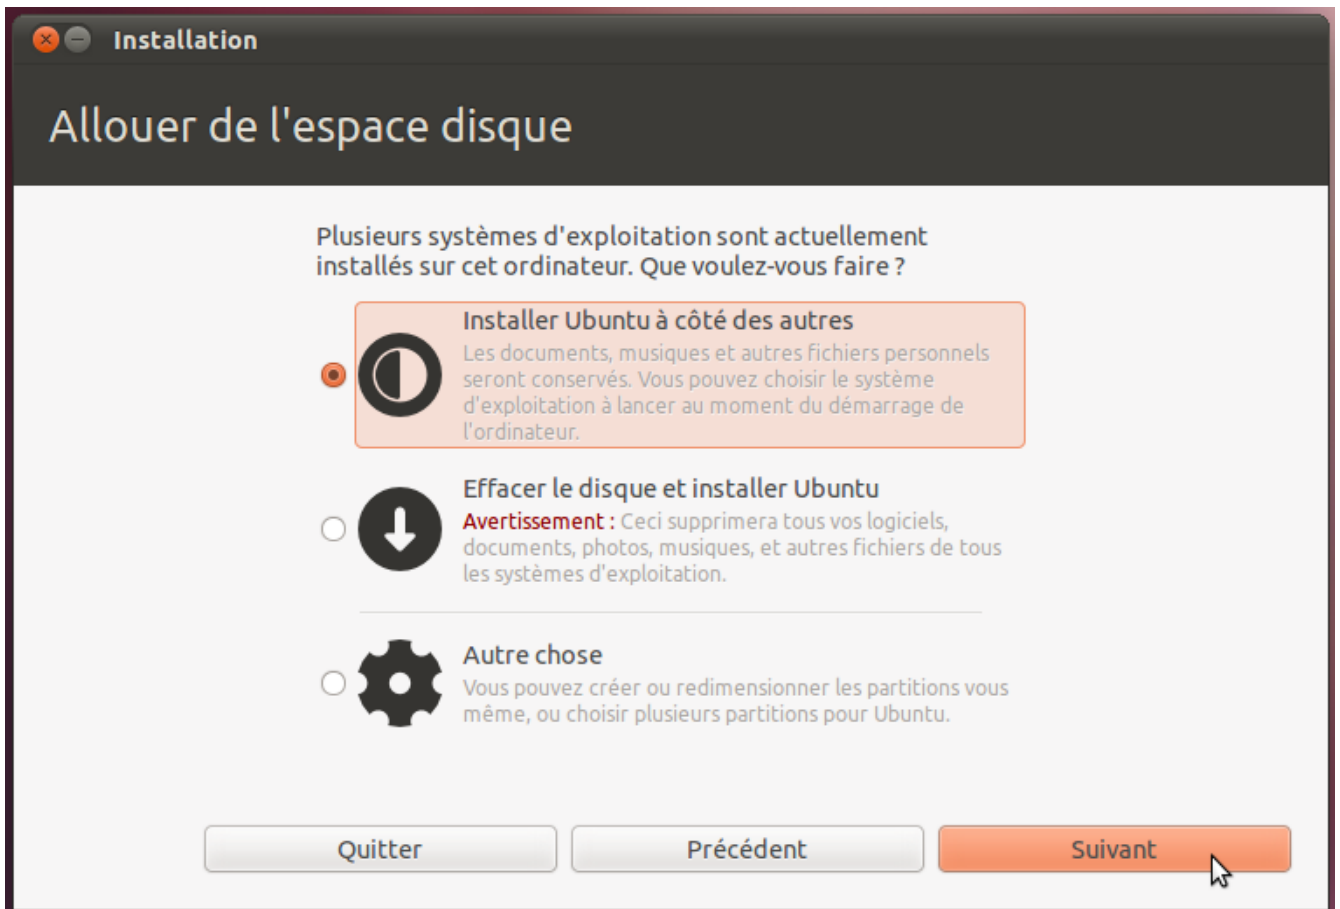 Installation
Allouer de l'espace disque
Plusieurs systèmes d'exploitation sont actuellement
installés sur cet ordinateur. Que voulez-vous faire ?
Installer Ubuntu à côté des autres
Les documents, musiques et autres fichiers personnels
seront conservés. Vous pouvez choisir le système
d'exploitation à lancer au moment du démarrage de
l'ordinateur.
Effacer le disque et installer Ubuntu
Avertissement : Ceci supprimera tous vos logiciels,
documents, photos, musiques, et autres fichiers de tous
les systèmes d'exploitation.
Autre chose
Vous pouvez créer ou redimensionner les partitions vous
même, ou choisir plusieurs partitions pour Ubuntu.
Quitter
Précédent
Suivant